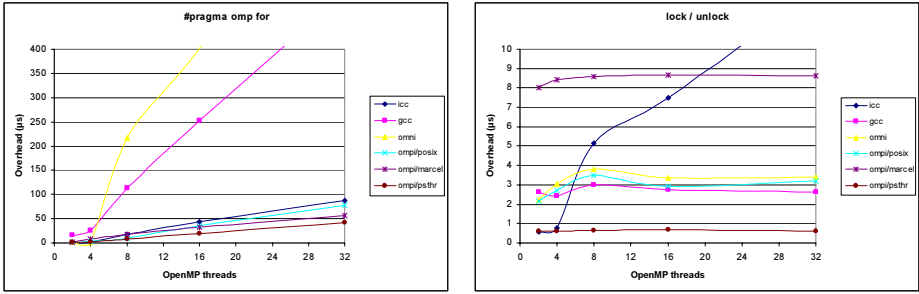 #pragma omp for
400
350
300
250
200
150
100
50
0
Overhead (µs)
0 4 8 12 16 20 24 28 32
OpenMP threads
icc
gcc
omni
ompi/posix
ompi/marcel
ompi/psthr
lock / unlock
10
9
8
7
6
5
4
3
2
1
0
Overhead (µs)
0 4 8 12 16 20 24 28 32
OpenMP threads
icc
gcc
omni
ompi/posix
ompi/marcel
ompi/psthr